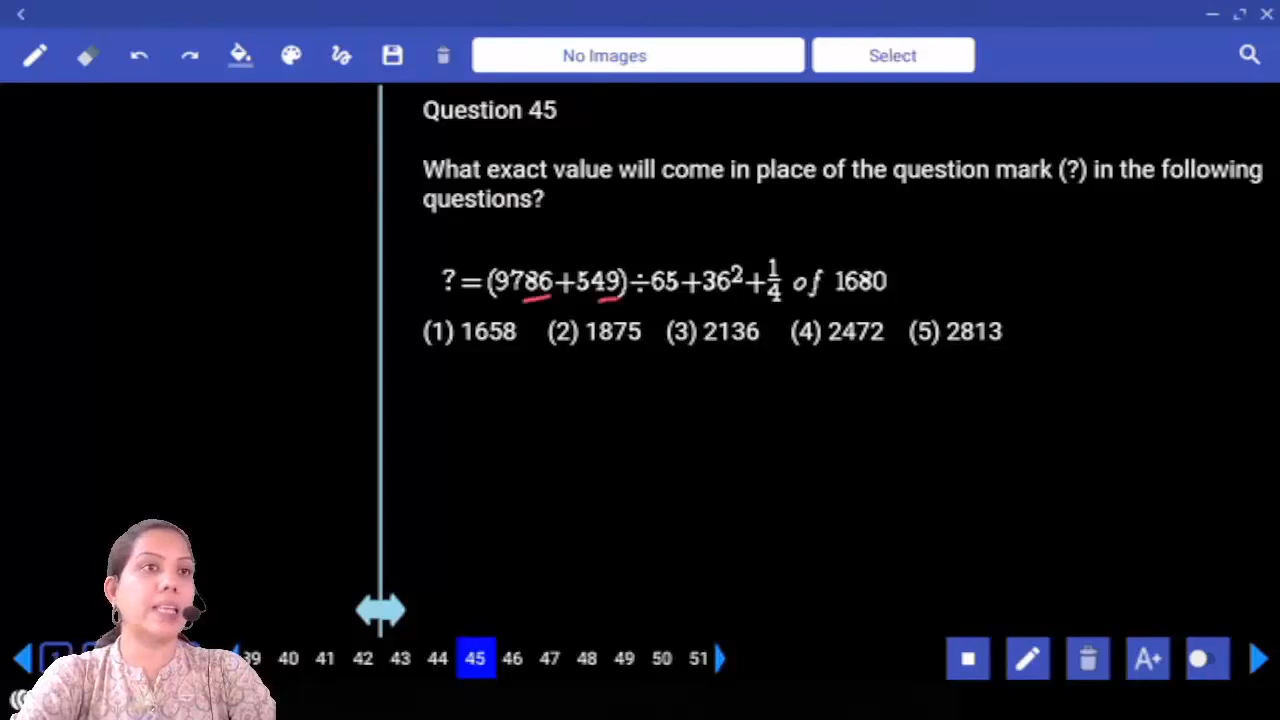 No Images
Select
Question 45
What exact value will come in place of the question mark (?) in the following
questions?
?=(9786+549)÷65+36²+1/4 of 1680
(1) 1658 (2) 1875 (3) 2136 (4) 2472 (5) 2813
39 40 41 42 43 44 45 46 47 48 49 50 51
A+